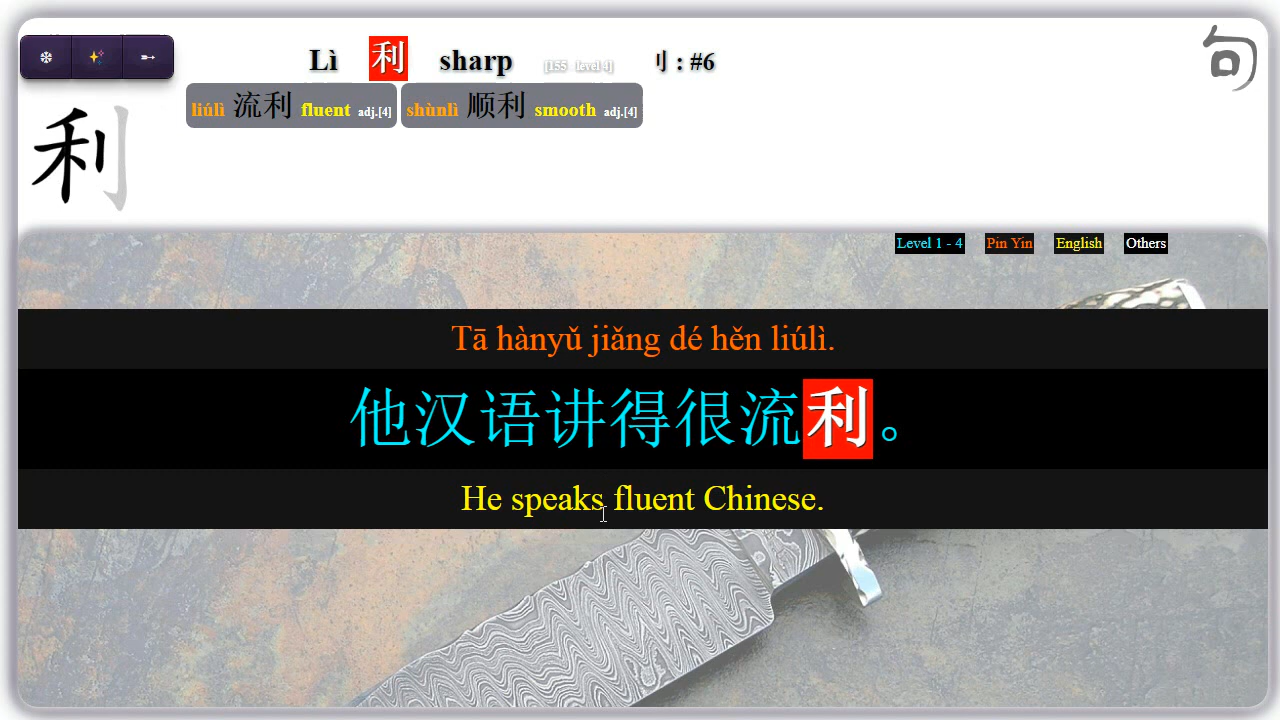 Lì 利 sharp [155 - level 4] 刂 : #6
句
liúlì 流利 fluent adj.[4] shùnlì 顺利 smooth adj.[4]
利
Level 1 - 4 Pin Yin English Others
Tā hànyǔ jiǎng dé hěn liúlì.
他汉语讲得很流利。
He speaks fluent Chinese.